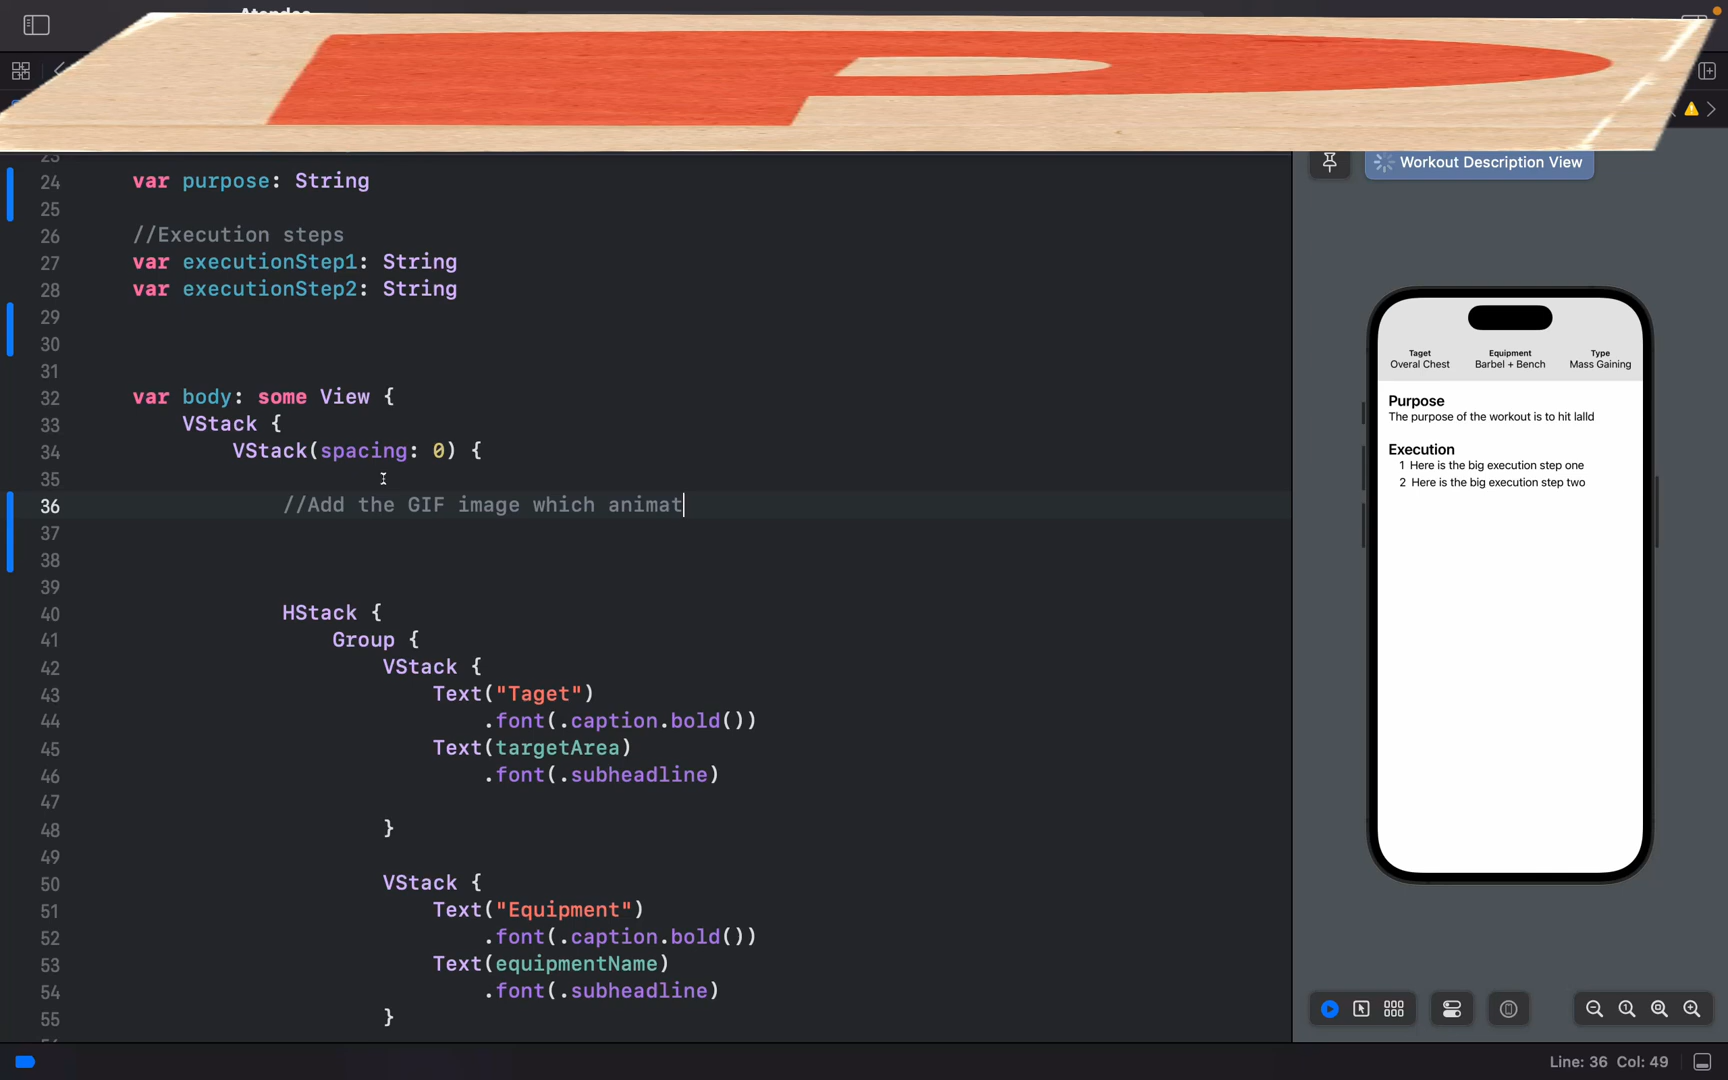 P
Workout Description View
23
24 var purpose: String
25
26 //Execution steps
27 var executionStep1: String
28 var executionStep2: String
29
30
31
32 var body: some View {
33 VStack {
34 VStack(spacing: 0) {
35
36 //Add the GIF image which animat
37
38
39
40 HStack {
41 Group {
42 VStack {
43 Text("Taget")
44 .font(.caption.bold())
45 Text(targetArea)
46 .font(.subheadline)
47
48 }
49
50 VStack {
51 Text("Equipment")
52 .font(.caption.bold())
53 Text(equipmentName)
54 .font(.subheadline)
55 }
Taget Equipment Type
Overal Chest Barbel + Bench Mass Gaining
Purpose
The purpose of the workout is to hit lalld
Execution
1 Here is the big execution step one
2 Here is the big execution step two
Line: 36 Col: 49